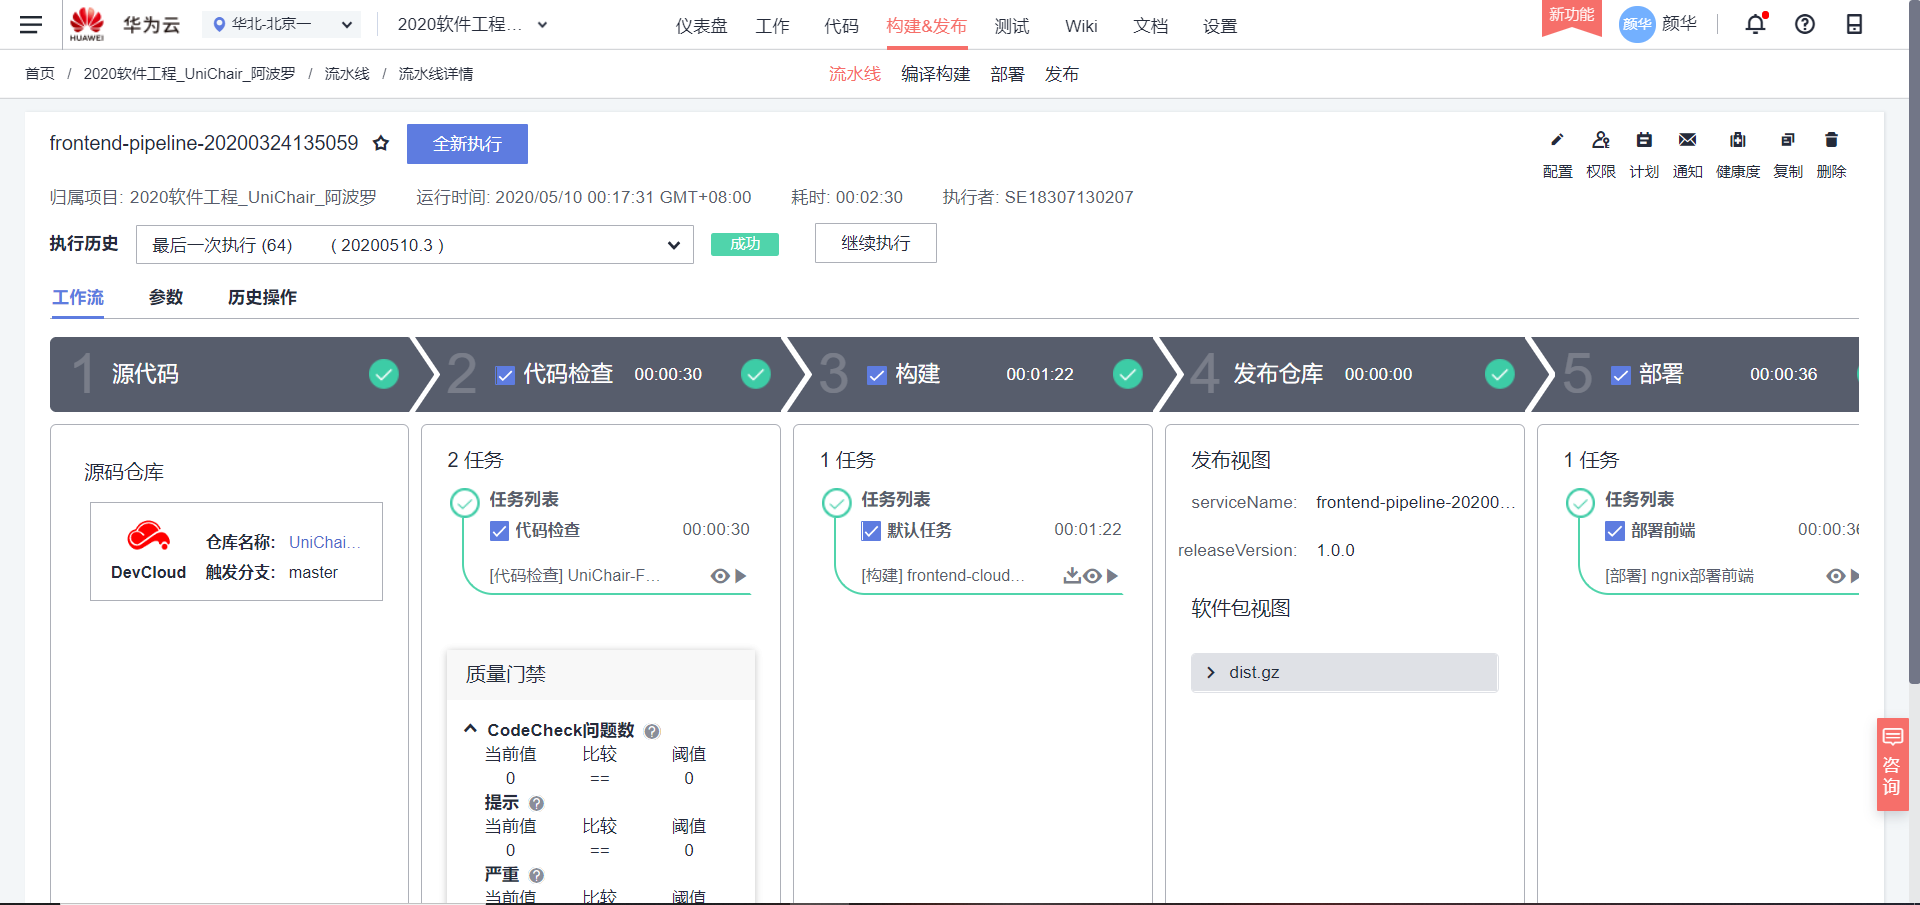 HUAWEI 华为云 华北-北京一 2020软件工程... 仪表盘 工作 代码 构建&发布 测试 Wiki 文档 设置 新功能 颜华 颜华
首页 / 2020软件工程_UniChair_阿波罗 / 流水线 / 流水线详情 流水线 编译构建 部署 发布
frontend-pipeline-20200324135059 全新执行
配置 权限 计划 通知 健康度 复制 删除
归属项目: 2020软件工程_UniChair_阿波罗 运行时间: 2020/05/10 00:17:31 GMT+08:00 耗时: 00:02:30 执行者: SE18307130207
执行历史 最后一次执行 (64) ( 20200510.3 ) 成功 继续执行
工作流 参数 历史操作
1 源代码 2 代码检查 00:00:30 3 构建 00:01:22 4 发布仓库 00:00:00 5 部署 00:00:36
源码仓库
DevCloud
仓库名称: UniChai...
触发分支: master
2 任务
任务列表
代码检查 00:00:30
[代码检查] UniChair-F...
质量门禁
CodeCheck问题数
当前值 比较 阈值
0 == 0
提示
当前值 比较 阈值
0 == 0
严重
当前值 比较 阈值
1 任务
任务列表
默认任务 00:01:22
[构建] frontend-cloud...
发布视图
serviceName: frontend-pipeline-20200...
releaseVersion: 1.0.0
软件包视图
dist.gz
1 任务
任务列表
部署前端 00:00:36
[部署] ngnix部署前端
咨询